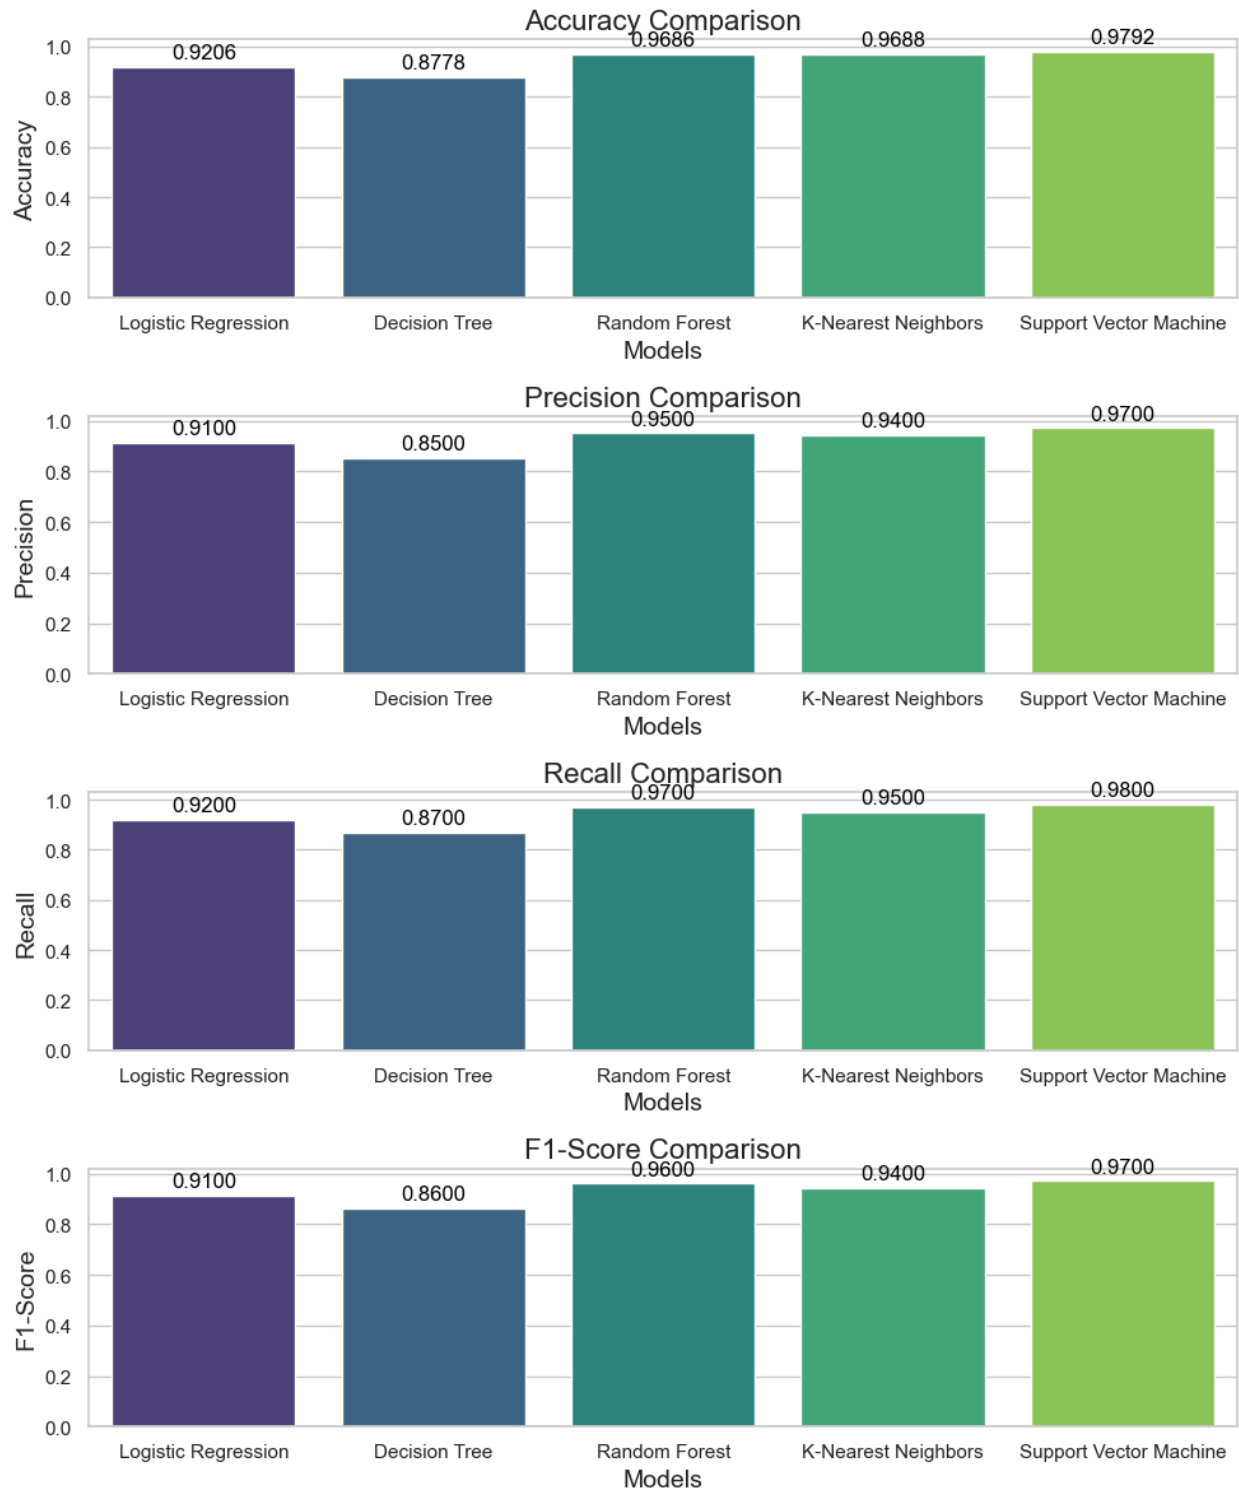 Accuracy Comparison
0.9206 0.8778 0.9686 0.9688 0.9792
1.0
0.8
0.6
0.4
0.2
0.0
Accuracy
Logistic Regression Decision Tree Random Forest K-Nearest Neighbors Support Vector Machine
Models
Precision Comparison
0.9100 0.8500 0.9500 0.9400 0.9700
1.0
0.8
0.6
0.4
0.2
0.0
Precision
Logistic Regression Decision Tree Random Forest K-Nearest Neighbors Support Vector Machine
Models
Recall Comparison
0.9200 0.8700 0.9700 0.9500 0.9800
1.0
0.8
0.6
0.4
0.2
0.0
Recall
Logistic Regression Decision Tree Random Forest K-Nearest Neighbors Support Vector Machine
Models
F1-Score Comparison
0.9100 0.8600 0.9600 0.9400 0.9700
1.0
0.8
0.6
0.4
0.2
0.0
F1-Score
Logistic Regression Decision Tree Random Forest K-Nearest Neighbors Support Vector Machine
Models